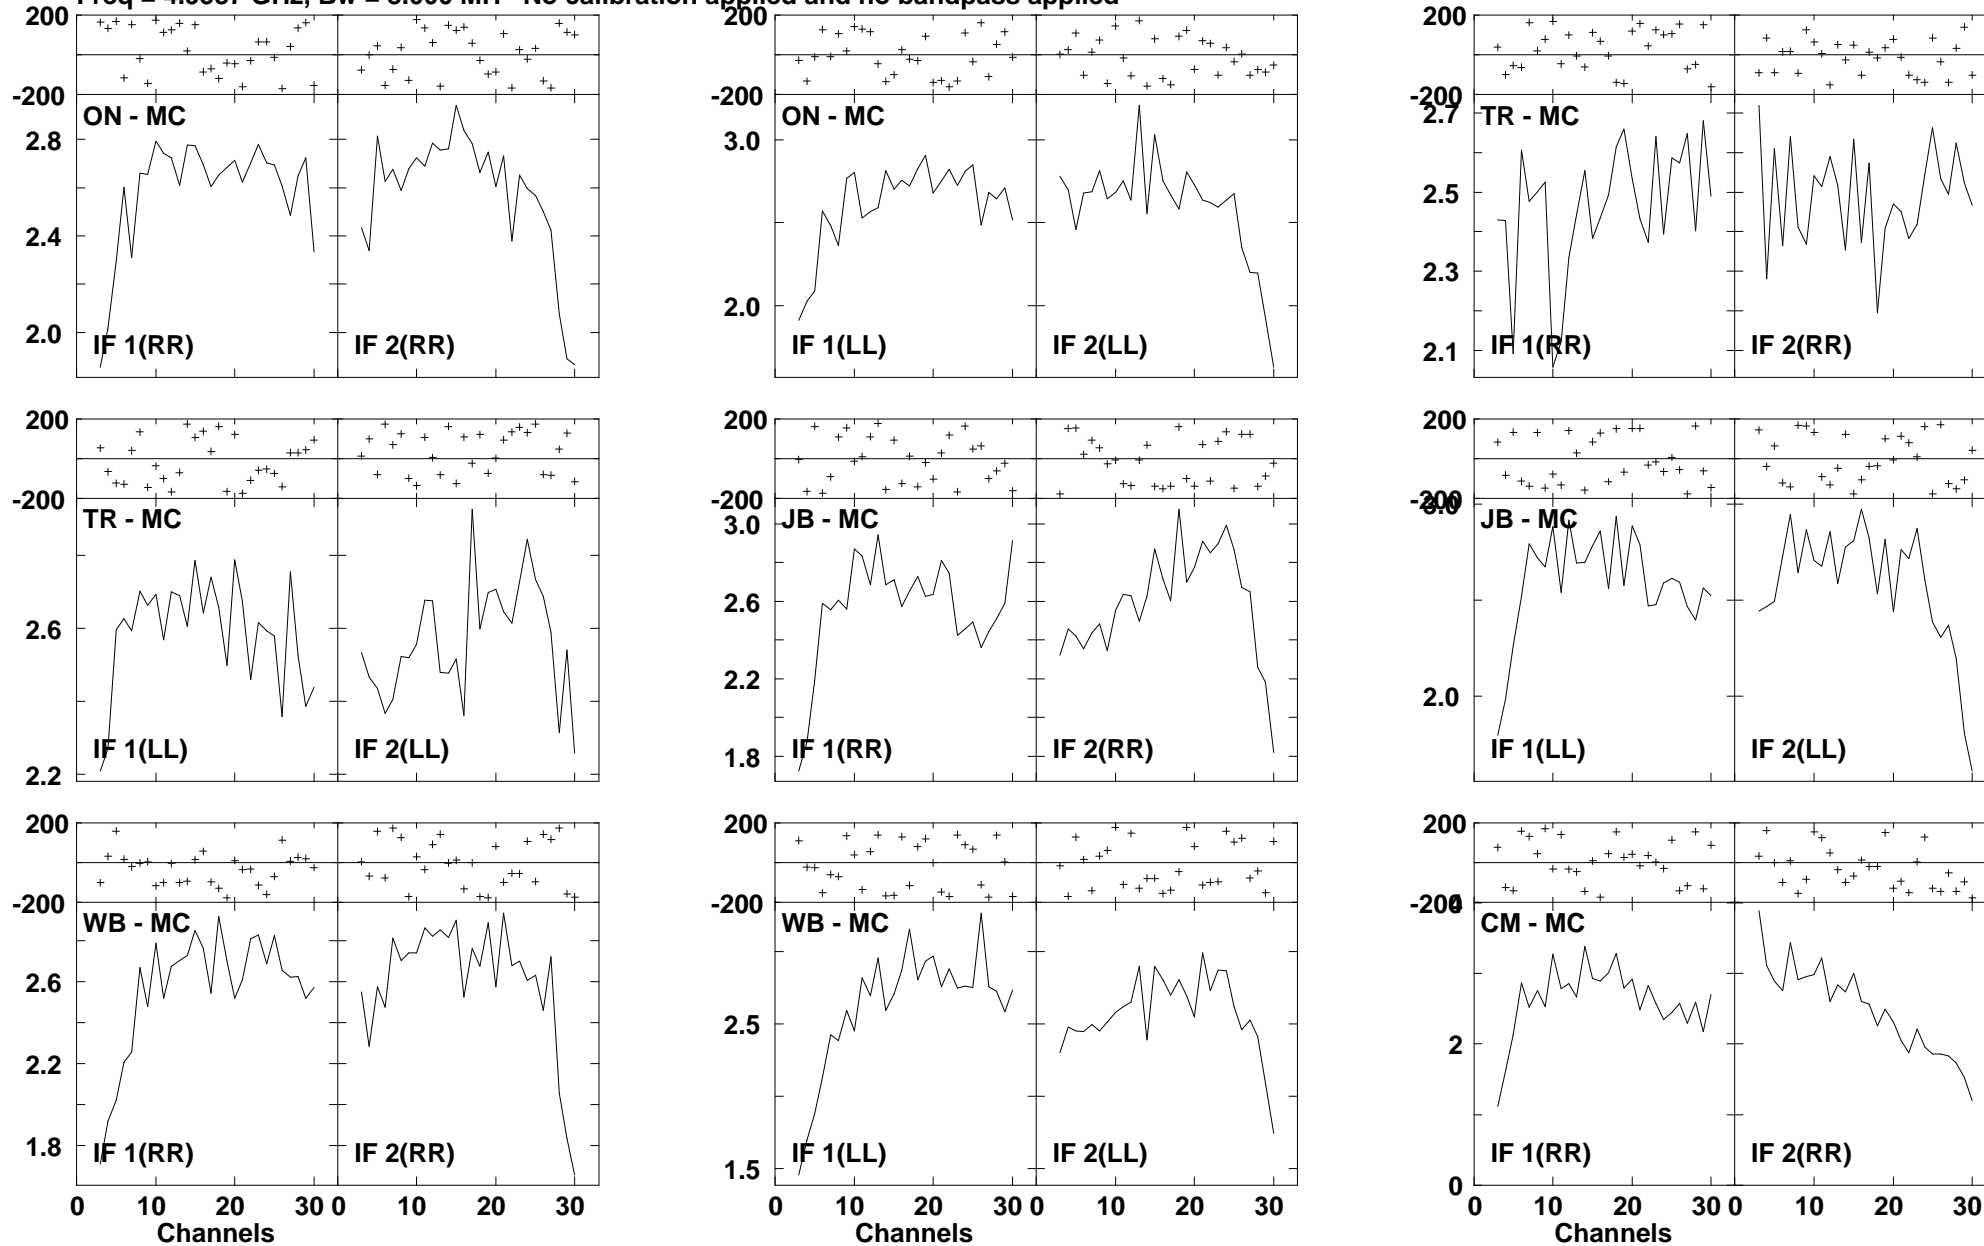 No calibration applied and no bandpass applied
200 200 200
-200 -200 -200
ON - MC ON - MC TR - MC
2.8 3.0 2.7
2.4 2.5
2.0 2.0 2.3
2.1
IF 1(RR) IF 2(RR) IF 1(LL) IF 2(LL) IF 1(RR) IF 2(RR)
200 200 200
-200 -200 -200
TR - MC JB - MC JB - MC
3.0 3.0
2.6 2.6
2.2 2.0
2.2 1.8
IF 1(LL) IF 2(LL) IF 1(RR) IF 2(RR) IF 1(LL) IF 2(LL)
200 200 200
-200 -200 -200
WB - MC WB - MC CM - MC
4
2.6 2.5
2.2 2
1.8 1.5 0
IF 1(RR) IF 2(RR) IF 1(LL) IF 2(LL) IF 1(RR) IF 2(RR)
0 10 20 30 0 10 20 30 0 10 20 30 0 10 20 30 0 10 20 30 0 10 20 30
Channels Channels Channels